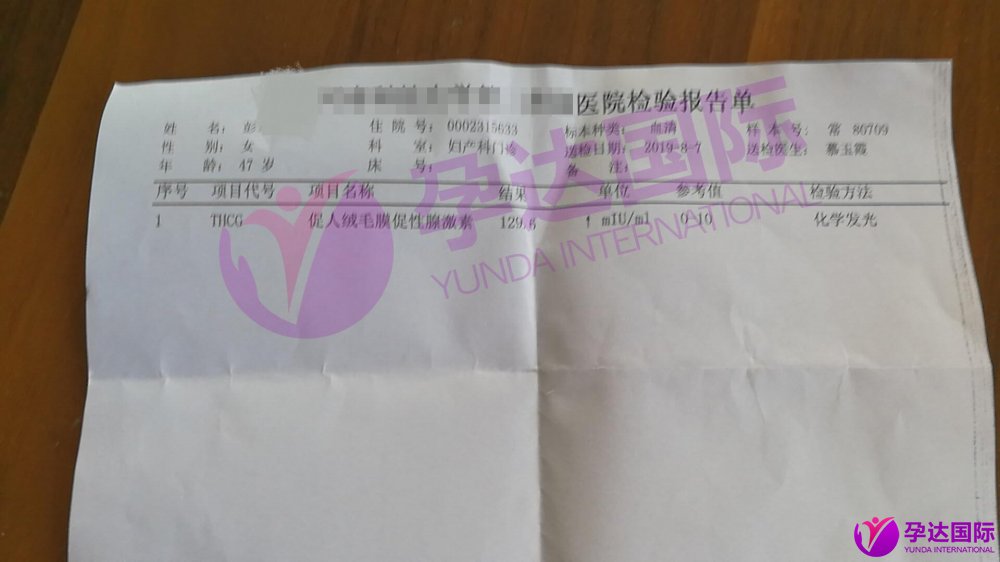 医院检验报告单
姓 名: 彭 住 院 号: 0002315633 标本种类: 血清 样 本 号: 常 80709
性 别: 女 科 室: 妇产科门诊 送检日期: 2019-8-7 送检医生: 綦玉霞
年 龄: 47 岁 床 号: 备 注:
序号 项目代号 项目名称 结果 单位 参考值 检验方法
1 THCG 促人绒毛膜促性腺激素 129.6 ↑ mIU/ml 0-10 化学发光
孕达国际
YUNDA INTERNATIONAL
孕达国际
YUNDA INTERNATIONAL